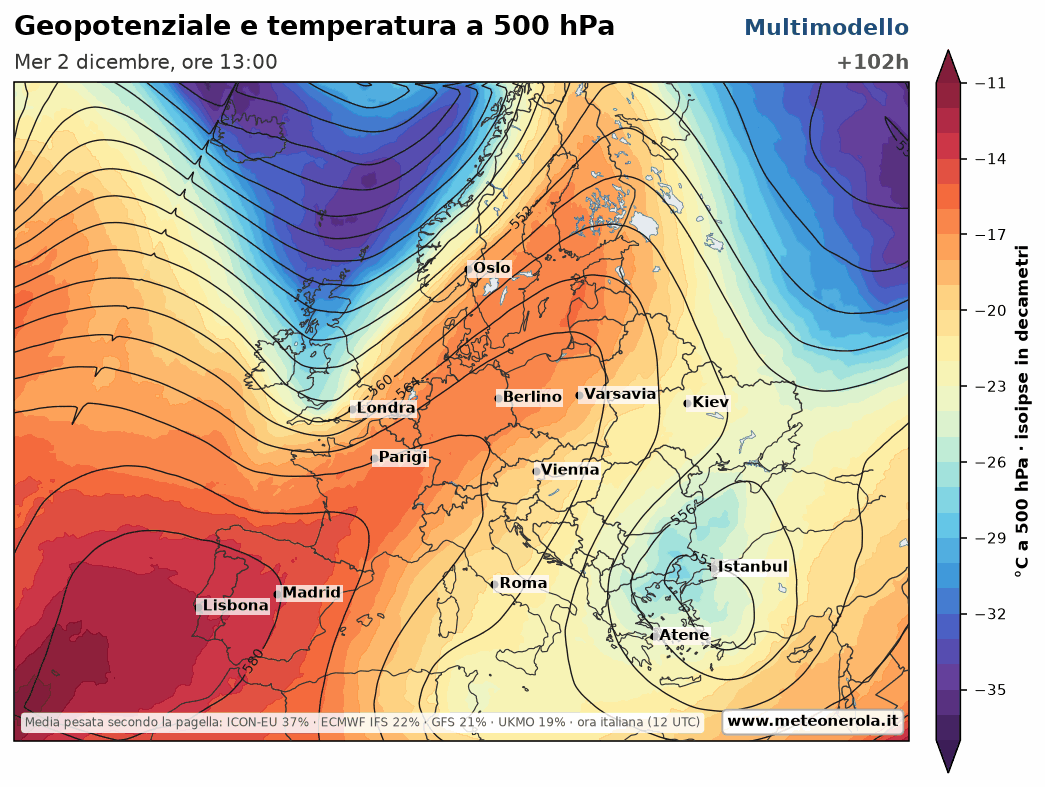 Geopotenziale e temperatura a 500 hPa
Multimodello
Mer 2 dicembre, ore 13:00
+102h
−11
−14
−17
−20
−23
−26
−29
−32
−35
°C a 500 hPa · isoipse in decametri
552
Oslo
560
564
Londra
Berlino
Varsavia
Kiev
Parigi
Vienna
556
Istanbul
Roma
Madrid
Lisbona
Atene
580
Media pesata secondo la pagella: ICON-EU 37% · ECMWF IFS 22% · GFS 21% · UKMO 19% · ora italiana (12 UTC)
www.meteonerola.it